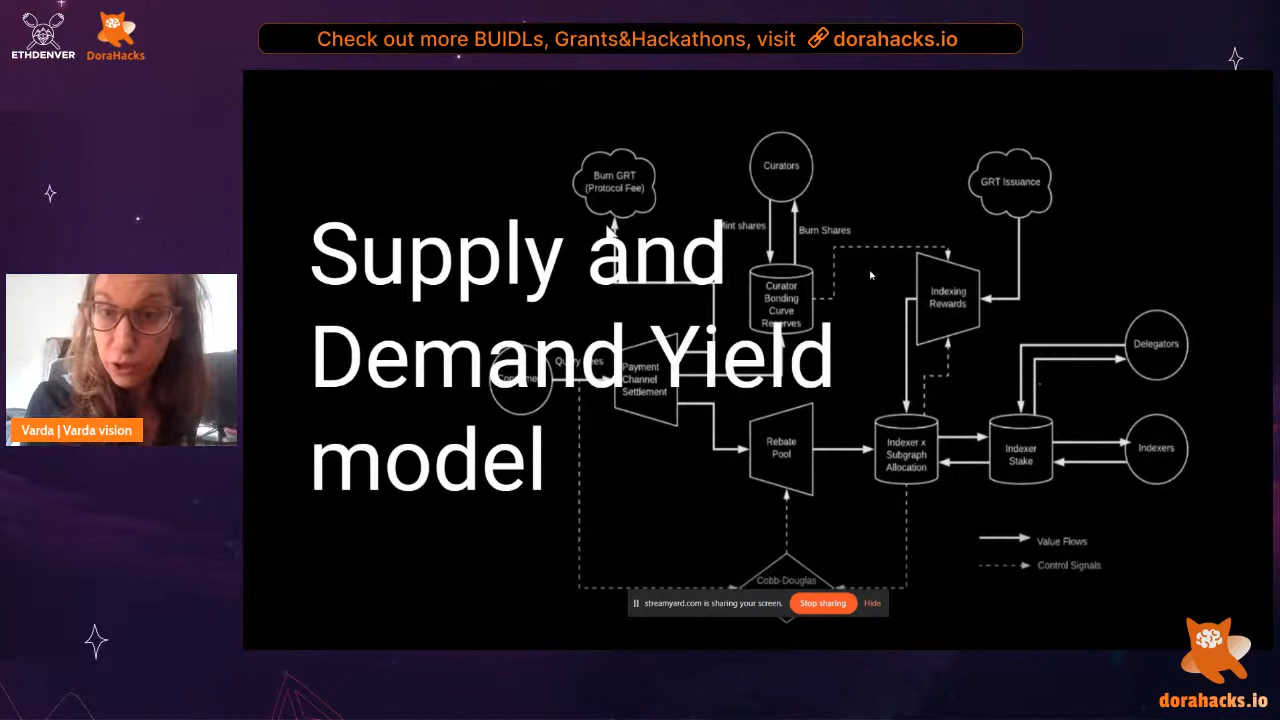 Check out more BUIDLs, Grants&Hackathons, visit dorahacks.io
ETHDENVER
DoraHacks
Supply and
Demand Yield
model
Burn GRT
(Protocol Fee)
Curators
GRT Issuance
shares
Burn Shares
Curator
Bonding
Curve
Reserves
Indexing
Rewards
Delegators
Payment
Channel
Settlement
Rebate
Pool
Indexer x
Subgraph
Allocation
Indexer
Stake
Indexers
Value Flows
Control Signals
Cobb-Douglas
streamyard.com is sharing your screen.
Stop sharing
Hide
Varda | Varda vision
dorahacks.io